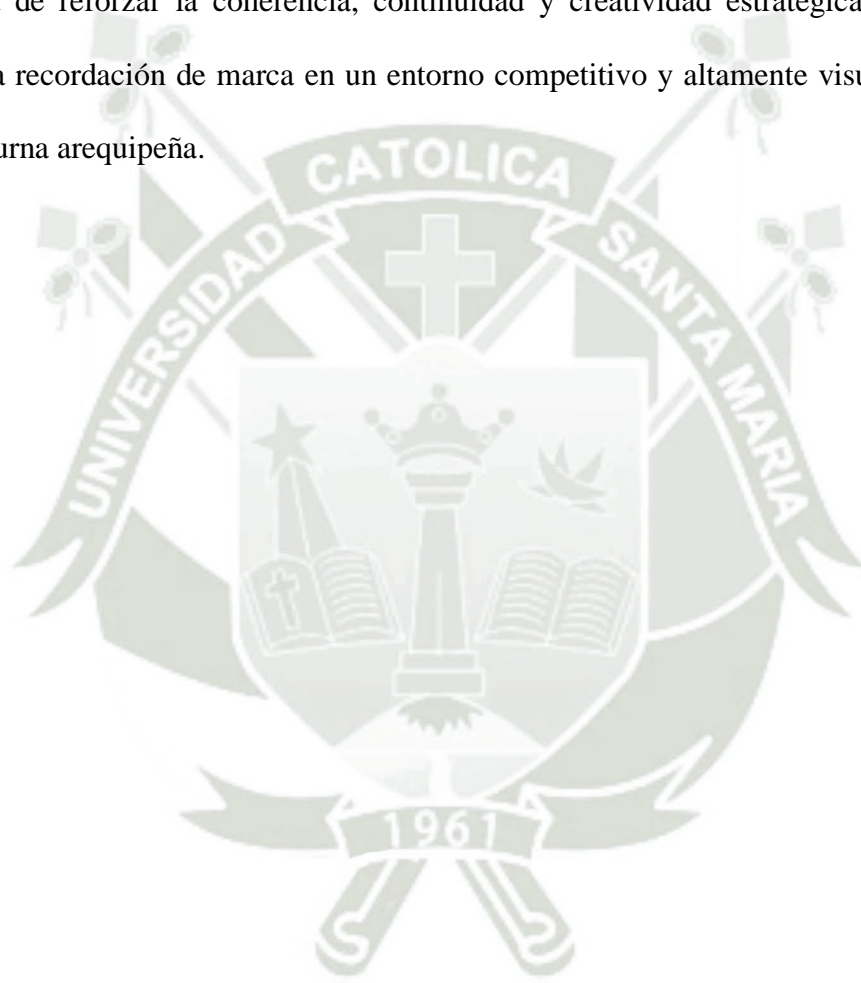 de reforzar la coherencia, continuidad y creatividad estratégica
a recordación de marca en un entorno competitivo y altamente
urna arequipeña.
CATOLICA
UNIVERSIDAD
SANTA MARIA
1961